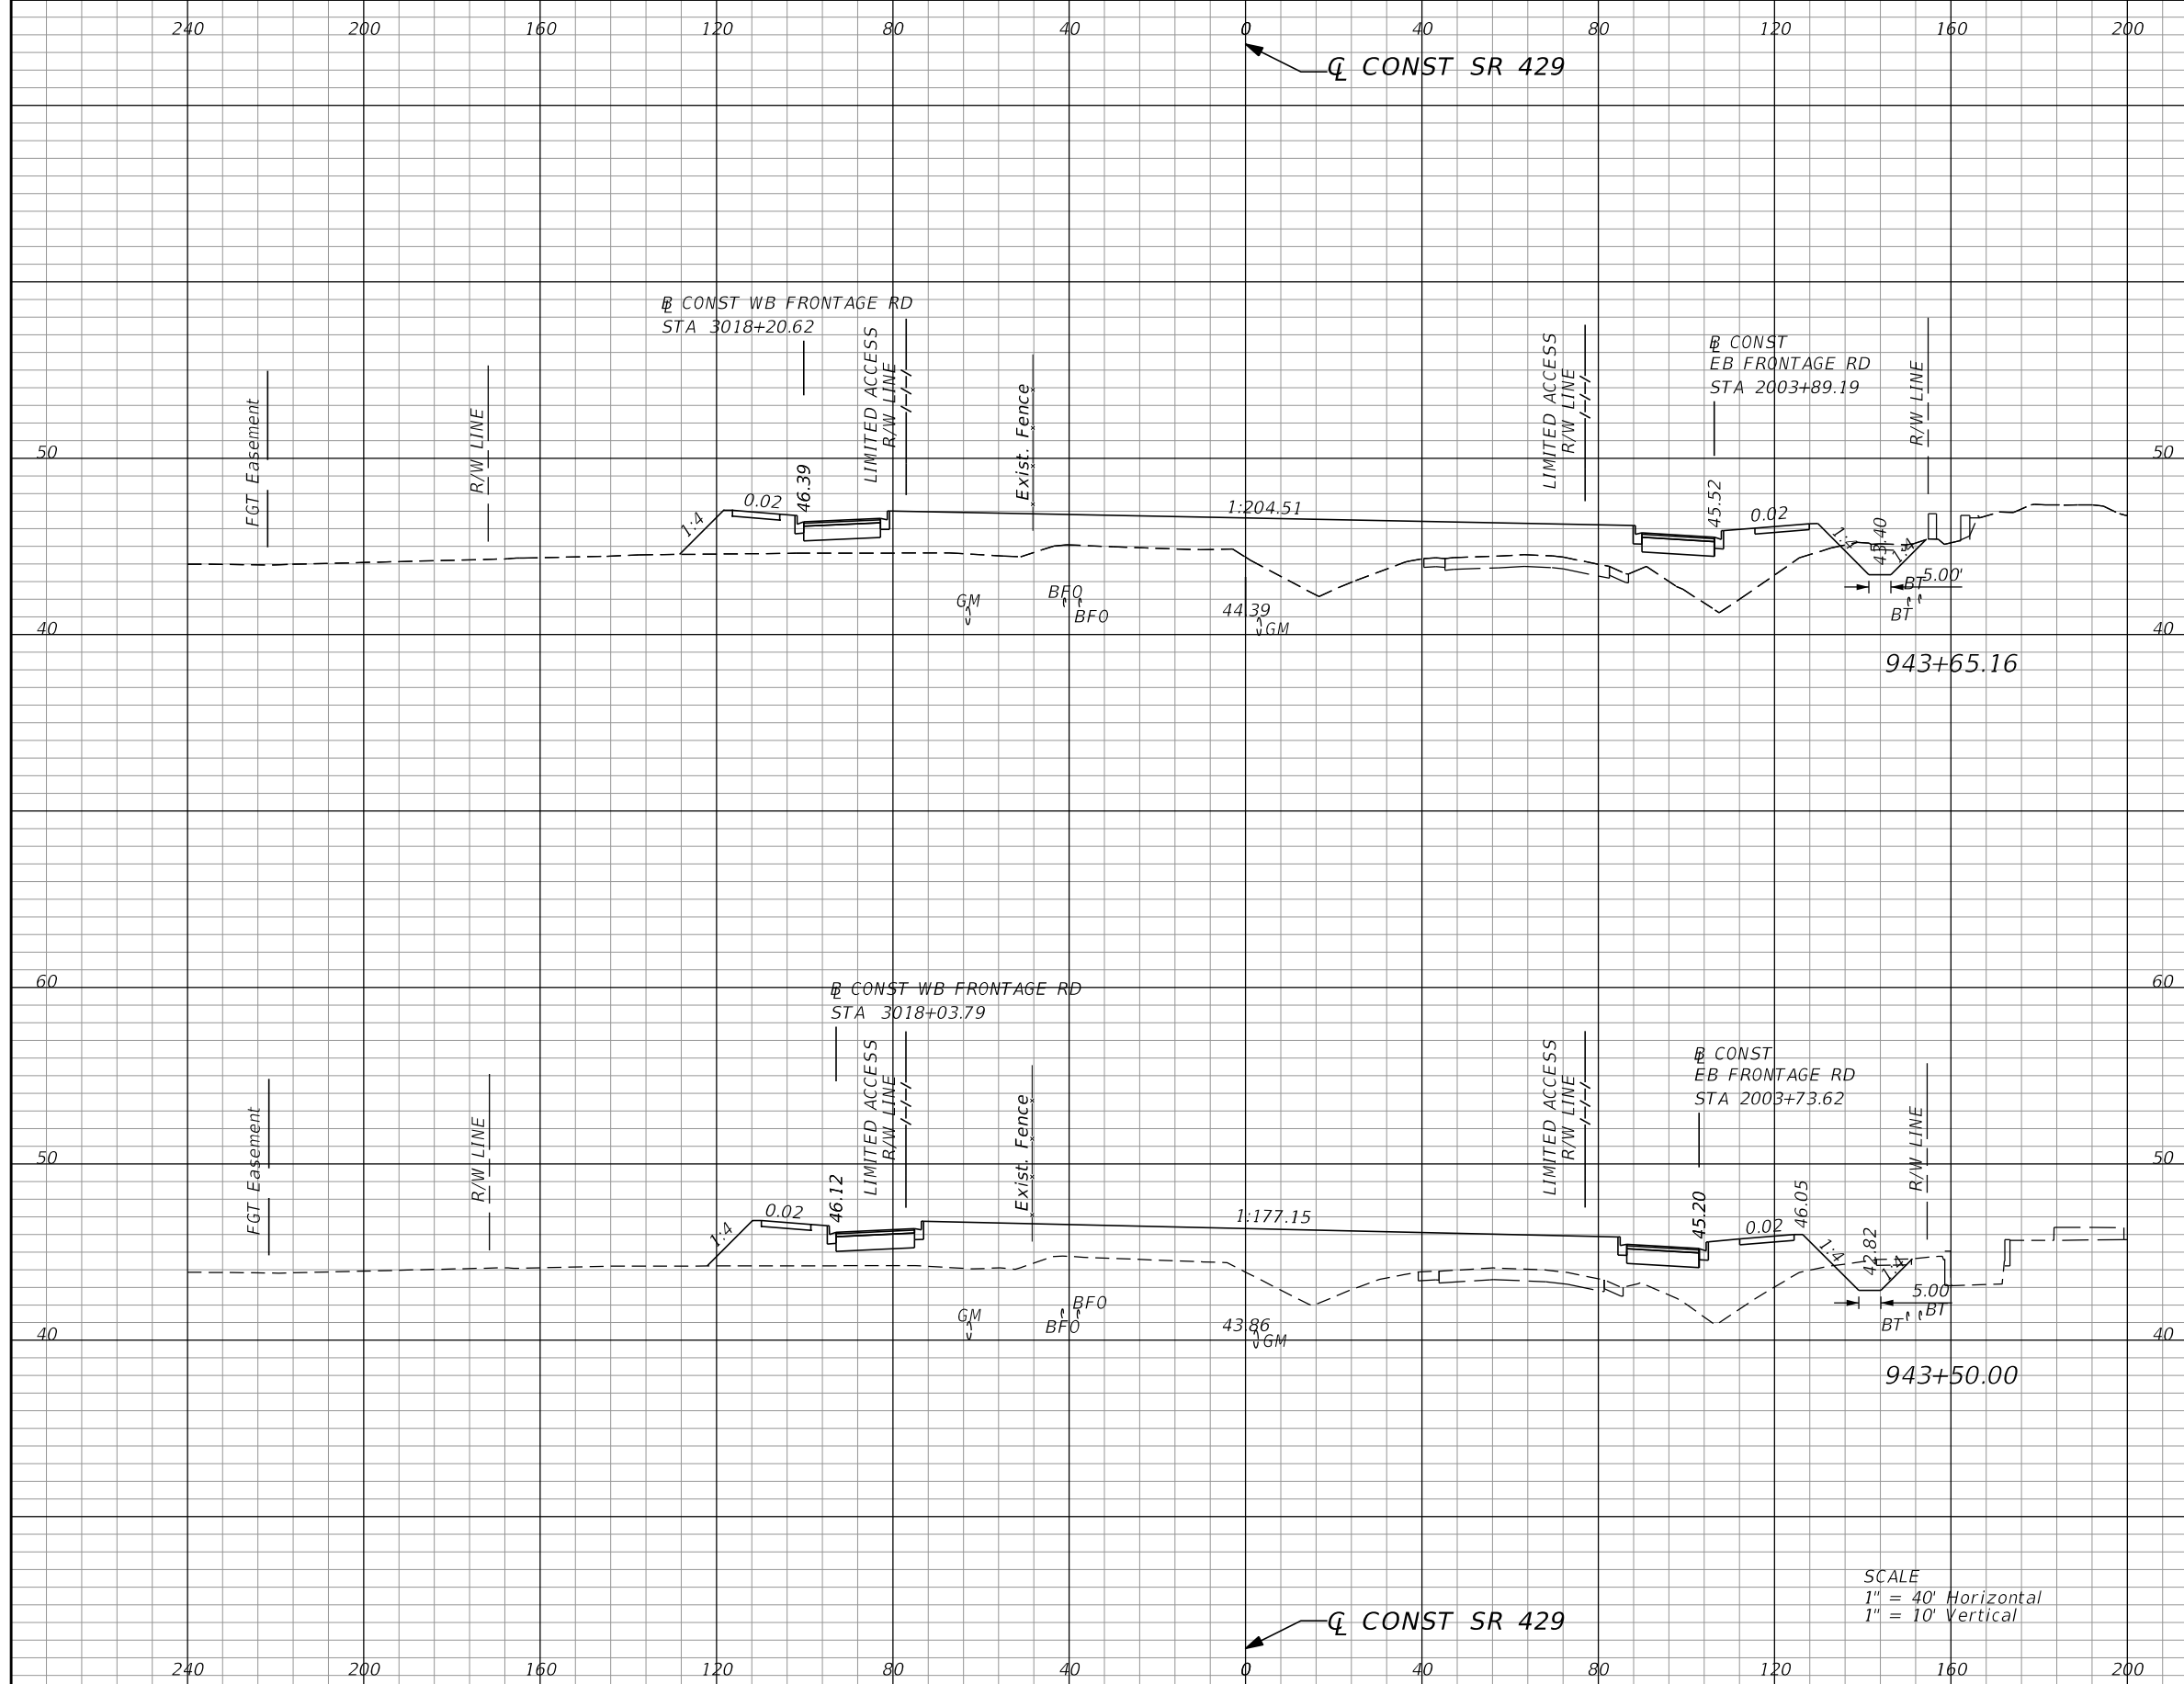 240 200 160 120 80 40 0 40 80 120 160 200
℄ CONST SR 429
℄ CONST WB FRONTAGE RD
STA 3018+20.62
LIMITED ACCESS
R/W LINE
LIMITED ACCESS
R/W LINE
℄ CONST
EB FRONTAGE RD
STA 2003+89.19
R/W LINE
FGT Easement
R/W LINE
Exist. Fence
50 50
1:4
0.02
46.39
1:204.51
45.52
0.02
1:4
43.40
1:4
5.00'
GM
BFO
BFO
44.39
GM
BT
BT
40 40
943+65.16
60 60
℄ CONST WB FRONTAGE RD
STA 3018+03.79
LIMITED ACCESS
R/W LINE
LIMITED ACCESS
R/W LINE
℄ CONST
EB FRONTAGE RD
STA 2003+73.62
R/W LINE
FGT Easement
R/W LINE
Exist. Fence
50 50
1:4
0.02
46.12
1:177.15
45.20
0.02
46.05
1:4
42.82
1:4
5.00
GM
BFO
BFO
43.86
GM
BT
BT
40 40
943+50.00
SCALE
1" = 40' Horizontal
1" = 10' Vertical
℄ CONST SR 429
240 200 160 120 80 40 0 40 80 120 160 200